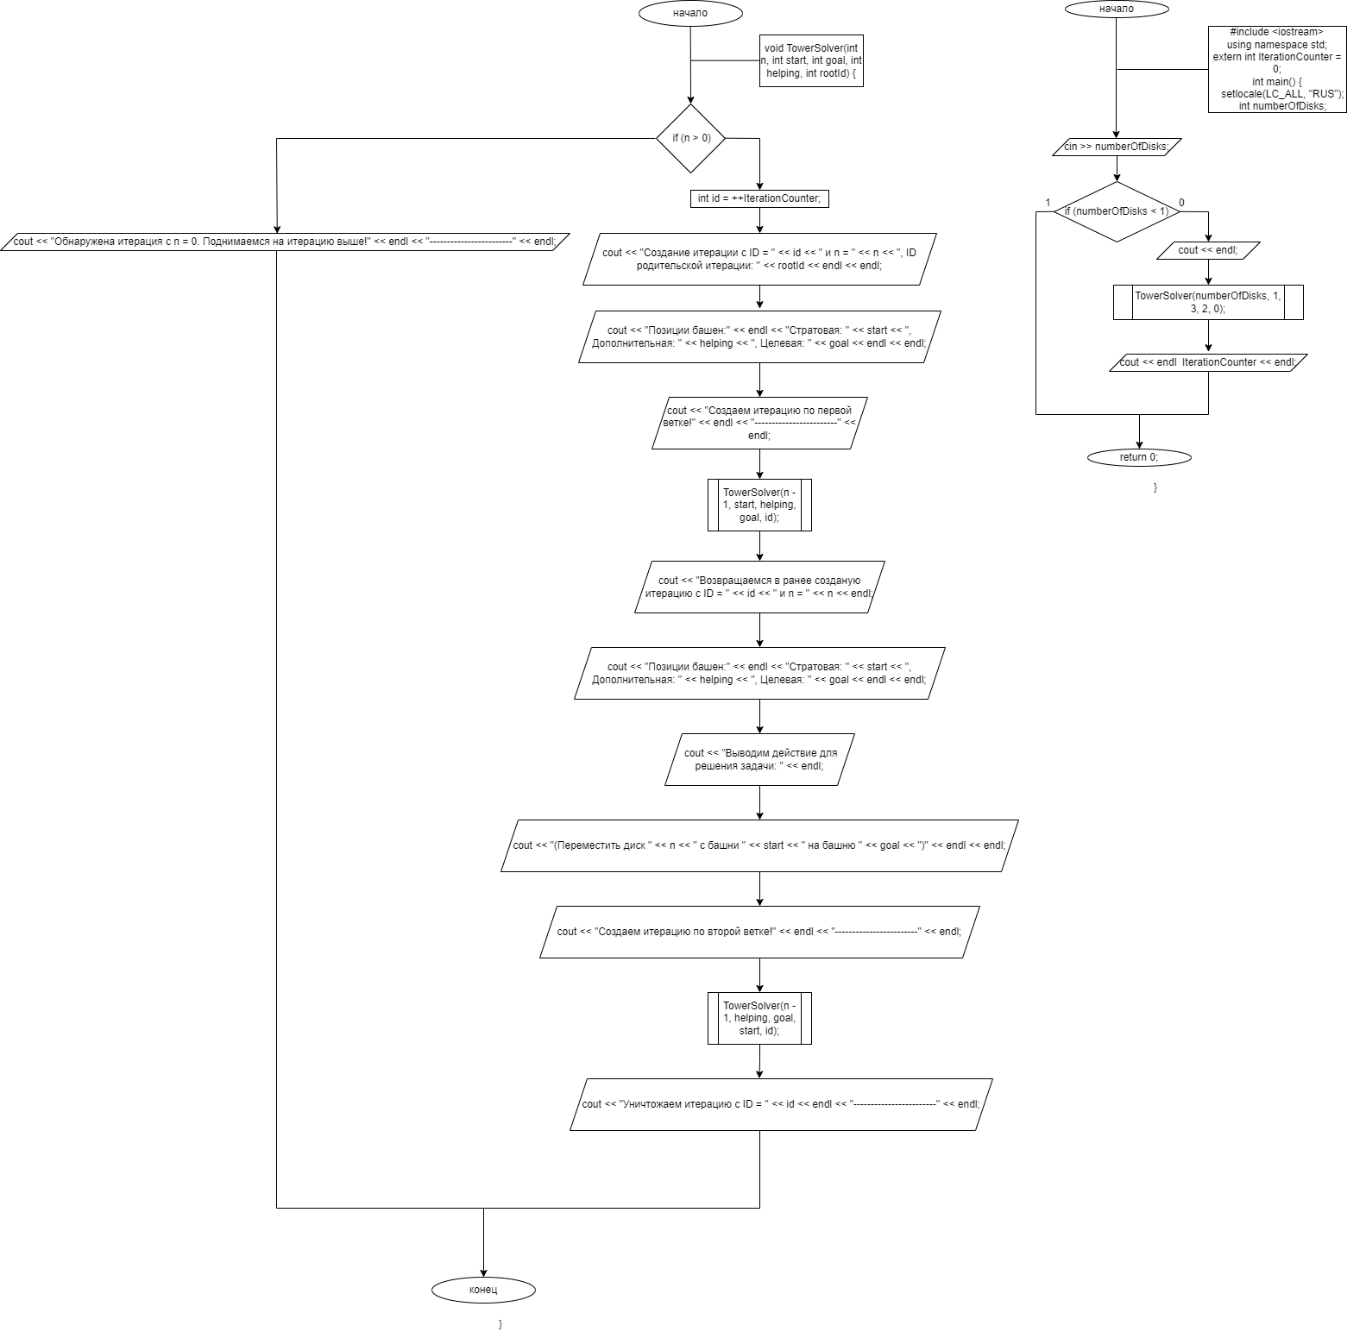 начало
void TowerSolver(int
n, int start, int goal, int
helping, int rootId) {
if (n > 0)
int id = ++IterationCounter;
cout << "Обнаружена итерация с n = 0. Поднимаемся на итерацию выше!" << endl << "------------------------" << endl;
cout << "Создание итерации с ID = " << id << " и n = " << n << ", ID
родительской итерации: " << rootId << endl << endl;
cout << "Позиции башен:" << endl << "Стратовая: " << start << ",
Дополнительная: " << helping << ", Целевая: " << goal << endl << endl;
cout << "Создаем итерацию по первой
ветке!" << endl << "------------------------" <<
endl;
TowerSolver(n -
1, start, helping,
goal, id);
cout << "Возвращаемся в ранее созданую
итерацию с ID = " << id << " и n = " << n << endl;
cout << "Позиции башен:" << endl << "Стратовая: " << start << ",
Дополнительная: " << helping << ", Целевая: " << goal << endl << endl;
cout << "Выводим действие для
решения задачи: " << endl;
cout << "(Переместить диск " << n << " с башни " << start << " на башню " << goal << ")" << endl << endl;
cout << "Создаем итерацию по второй ветке!" << endl << "------------------------" << endl;
TowerSolver(n -
1, helping, goal,
start, id);
cout << "Уничтожаем итерацию с ID = " << id << endl << "------------------------" << endl;
конец
}
начало
#include <iostream>
using namespace std;
extern int IterationCounter =
0;
int main() {
setlocale(LC_ALL, "RUS");
int numberOfDisks;
cin >> numberOfDisks;
1
0
if (numberOfDisks < 1)
cout << endl;
TowerSolver(numberOfDisks, 1,
3, 2, 0);
cout << endl IterationCounter << endl;
return 0;
}